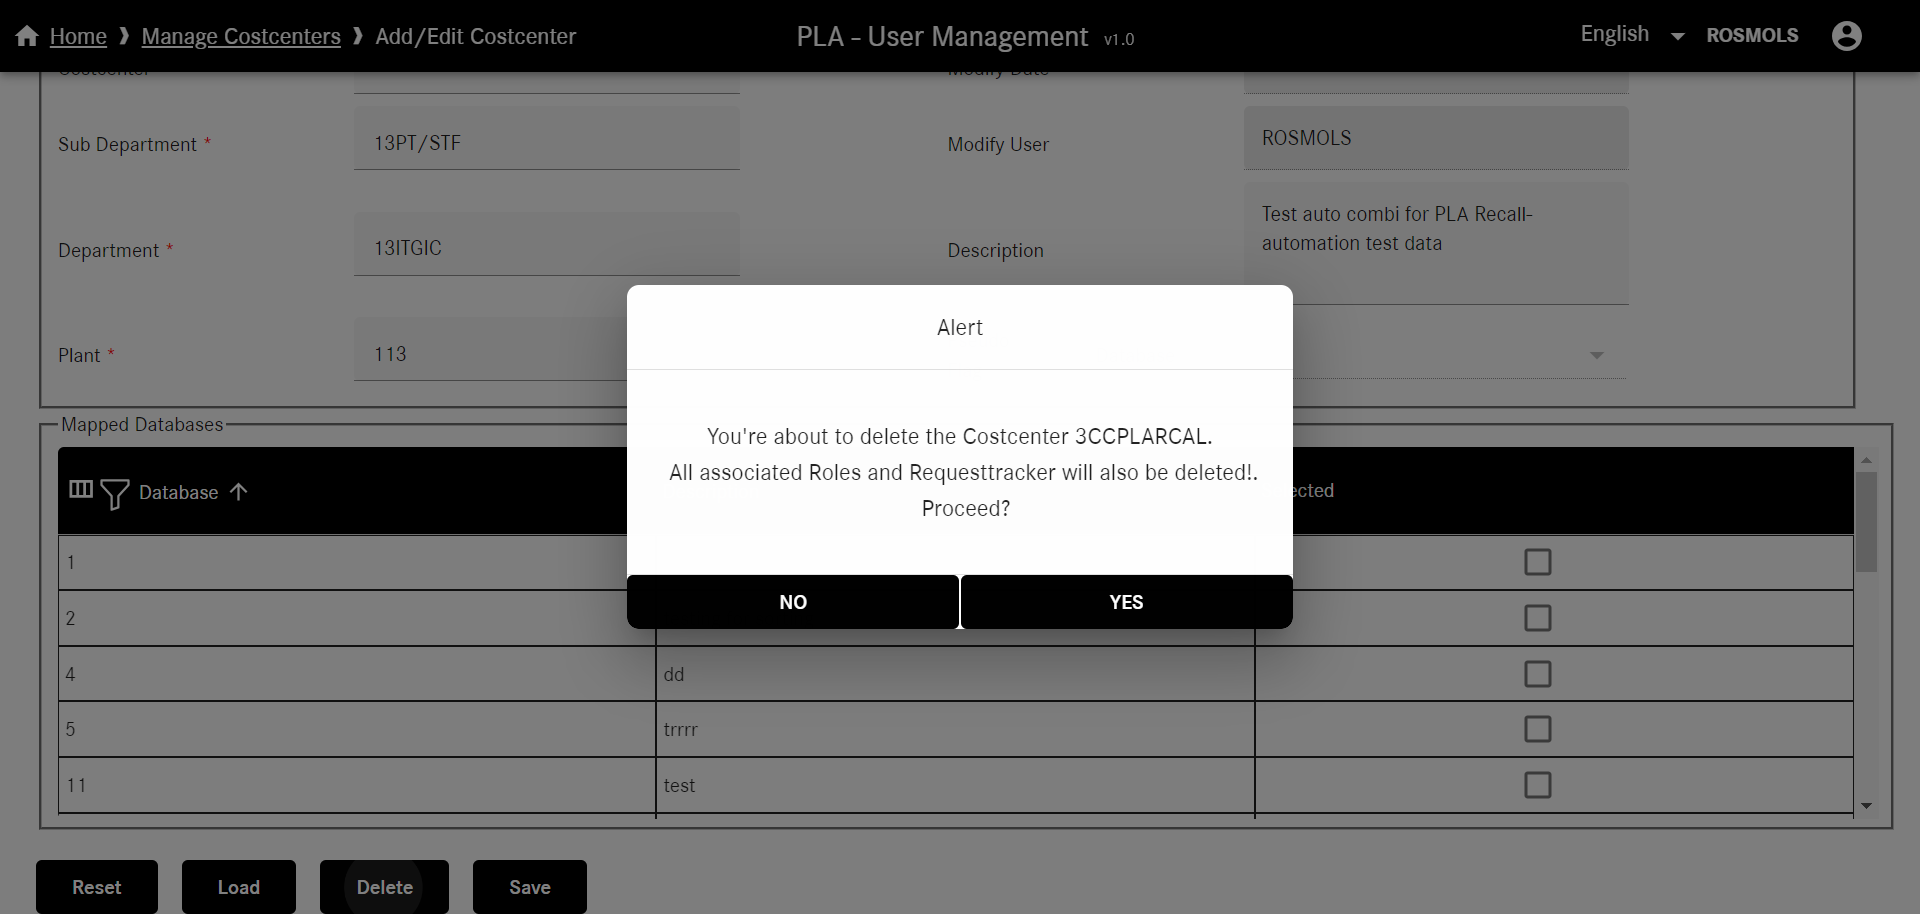 Home ❱ Manage Costcenters ❱ Add/Edit Costcenter
PLA - User Management v1.0
English ROSMOLS
Sub Department * 13PT/STF
Modify User ROSMOLS
Department * 13ITGIC
Description Test auto combi for PLA Recall-
automation test data
Plant * 113
Alert
You're about to delete the Costcenter 3CCPLARCAL.
All associated Roles and Requesttracker will also be deleted!.
Proceed?
NO YES
Mapped Databases
Database
1
2
4 dd
5 trrrr
11 test
Reset Load Delete Save